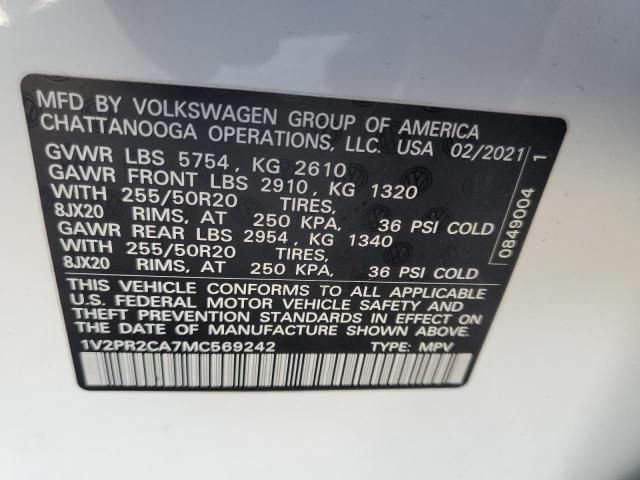 MFD BY VOLKSWAGEN GROUP OF AMERICA
CHATTANOOGA OPERATIONS, LLC. USA 02/2021
GVWR LBS 5754, KG 2610
GAWR FRONT LBS 2910, KG 1320
WITH 255/50R20 TIRES,
8JX20 RIMS, AT 250 KPA, 36 PSI COLD
GAWR REAR LBS 2954, KG 1340
WITH 255/50R20 TIRES,
8JX20 RIMS, AT 250 KPA, 36 PSI COLD
THIS VEHICLE CONFORMS TO ALL APPLICABLE
U.S. FEDERAL MOTOR VEHICLE SAFETY AND
THEFT PREVENTION STANDARDS IN EFFECT ON
THE DATE OF MANUFACTURE SHOWN ABOVE.
1V2PR2CA7MC569242 TYPE: MPV
0849004 1